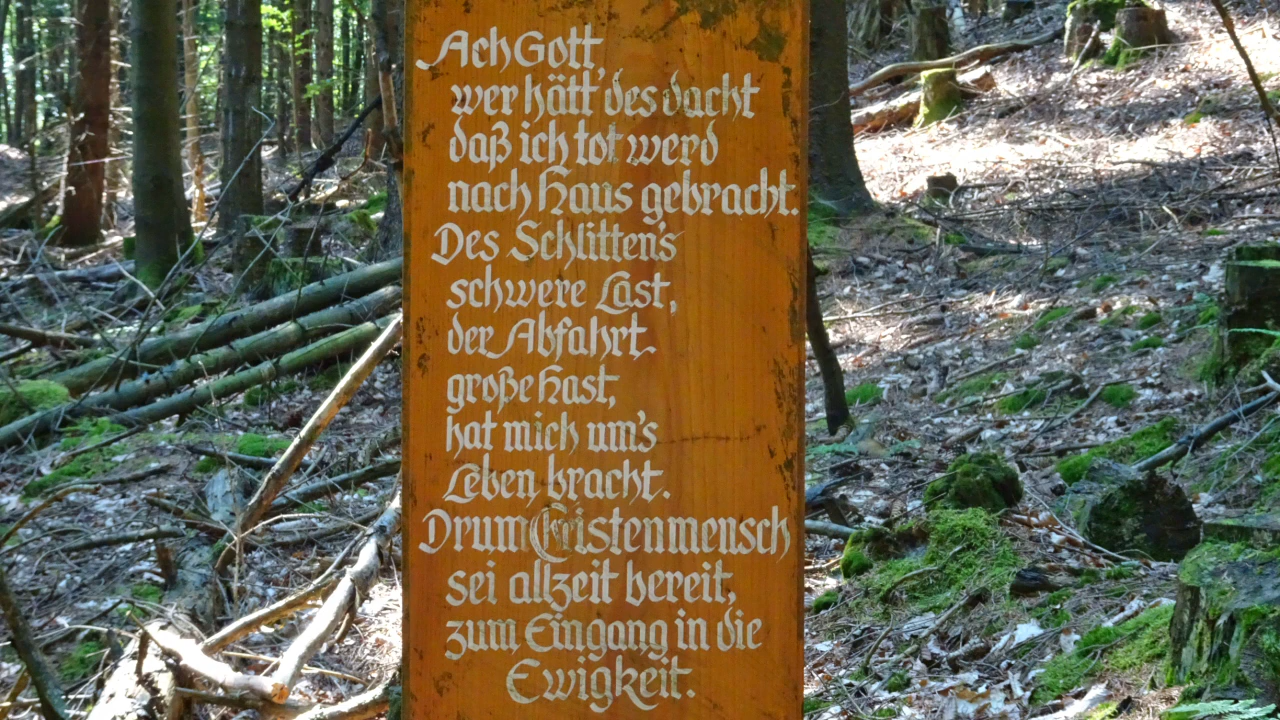 Ach Gott,
wer hätt' des dacht
daß ich tot werd
nach Haus gebracht.
Des Schlitten's
schwere Last,
der Abfahrt.
große Hast,
hat mich um's
Leben bracht.
Drum Christenmensch
sei allzeit bereit,
zum Eingang in die
Ewigkeit.